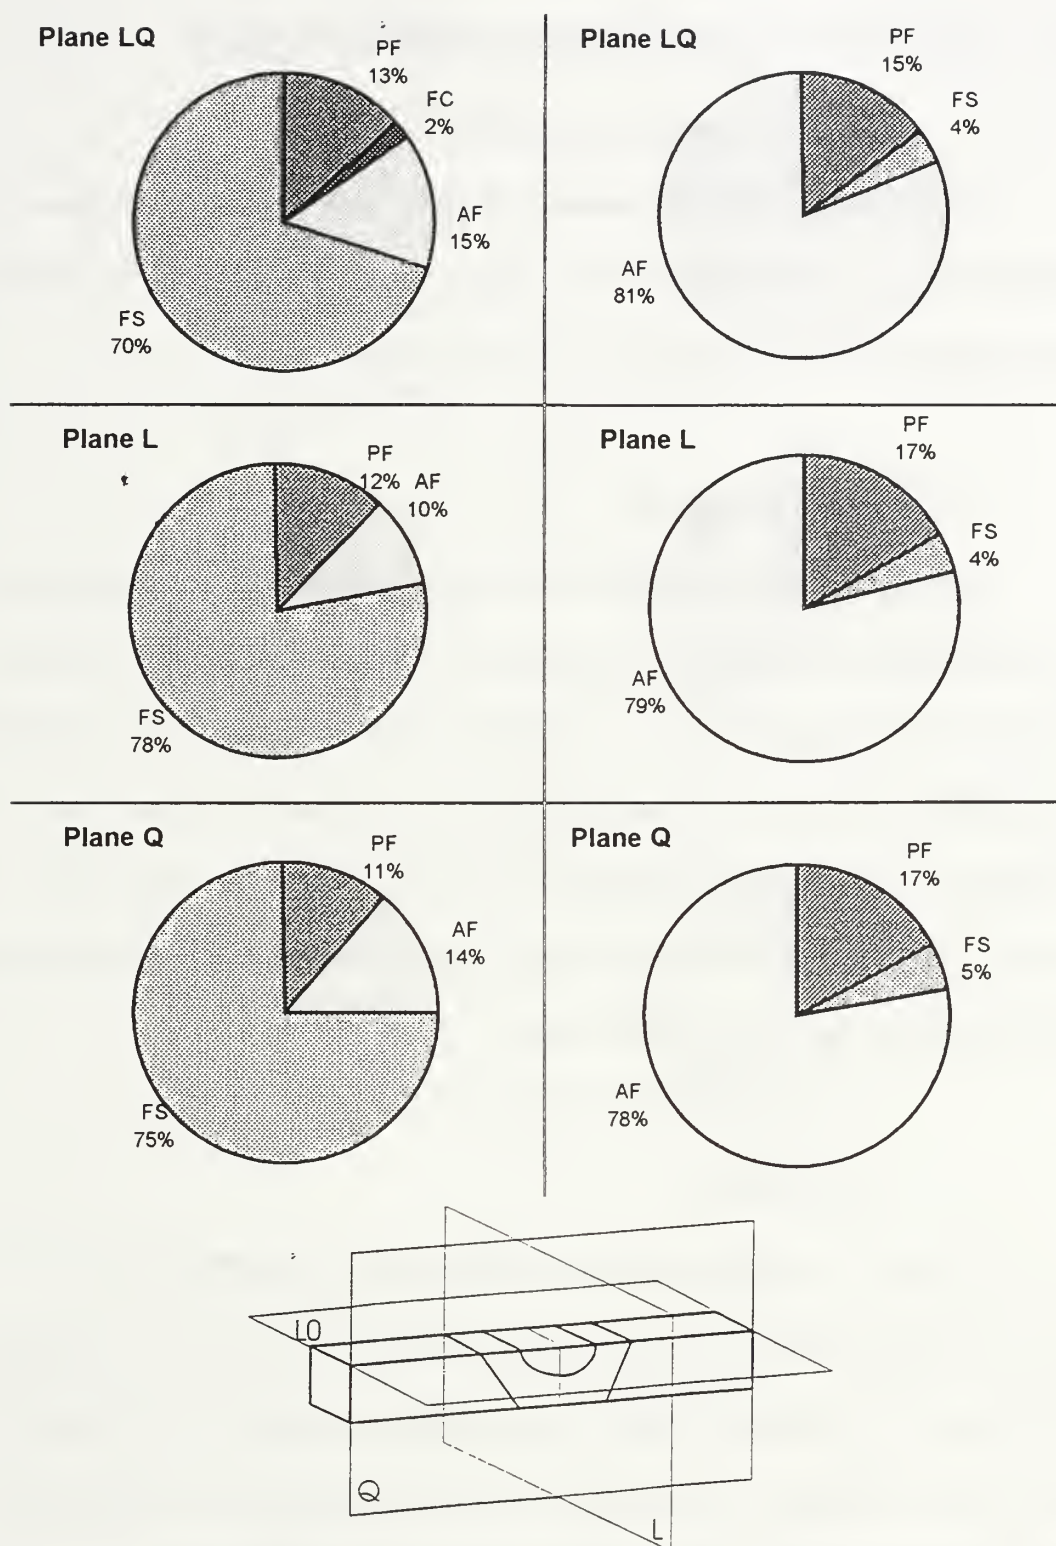 Plane LQ
PF
13%
FC
2%
AF
15%
FS
70%
Plane LQ
PF
15%
FS
4%
AF
81%
Plane L
PF
12%
AF
10%
FS
78%
Plane L
PF
17%
FS
4%
AF
79%
Plane Q
PF
11%
AF
14%
FS
75%
Plane Q
PF
17%
FS
5%
AF
78%
LQ
Q
L